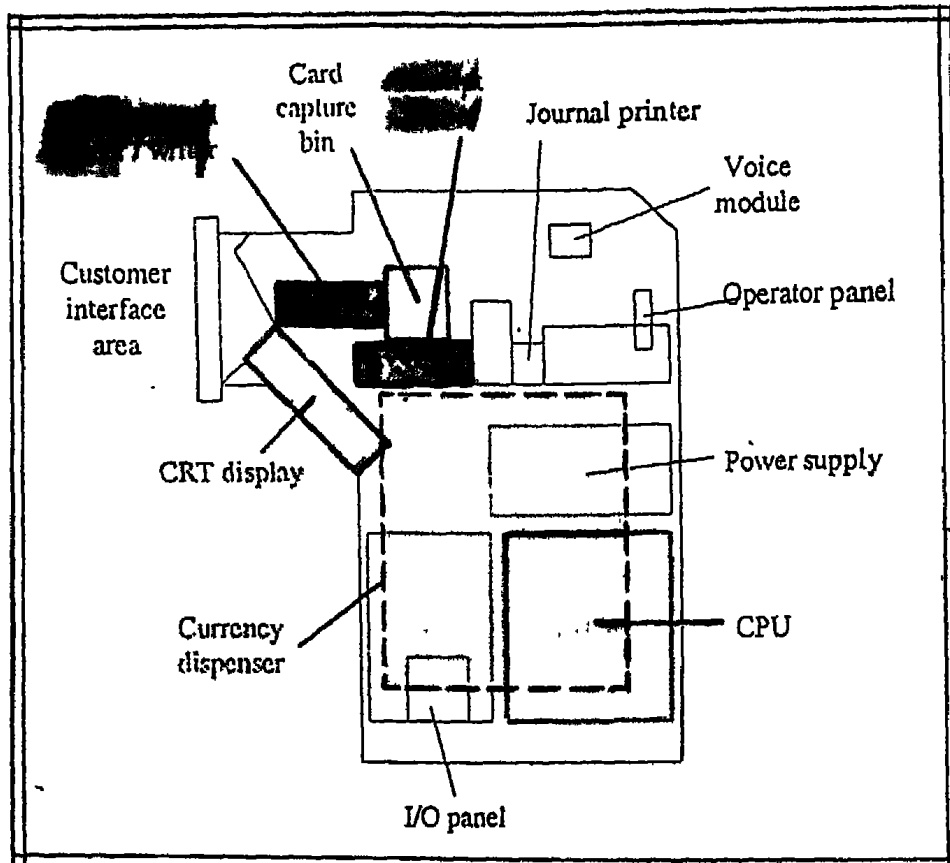 Card
capture
bin
Journal printer
Voice
module
Customer
interface
area
Operator panel
CRT display
Power supply
Currency
dispenser
CPU
I/O panel